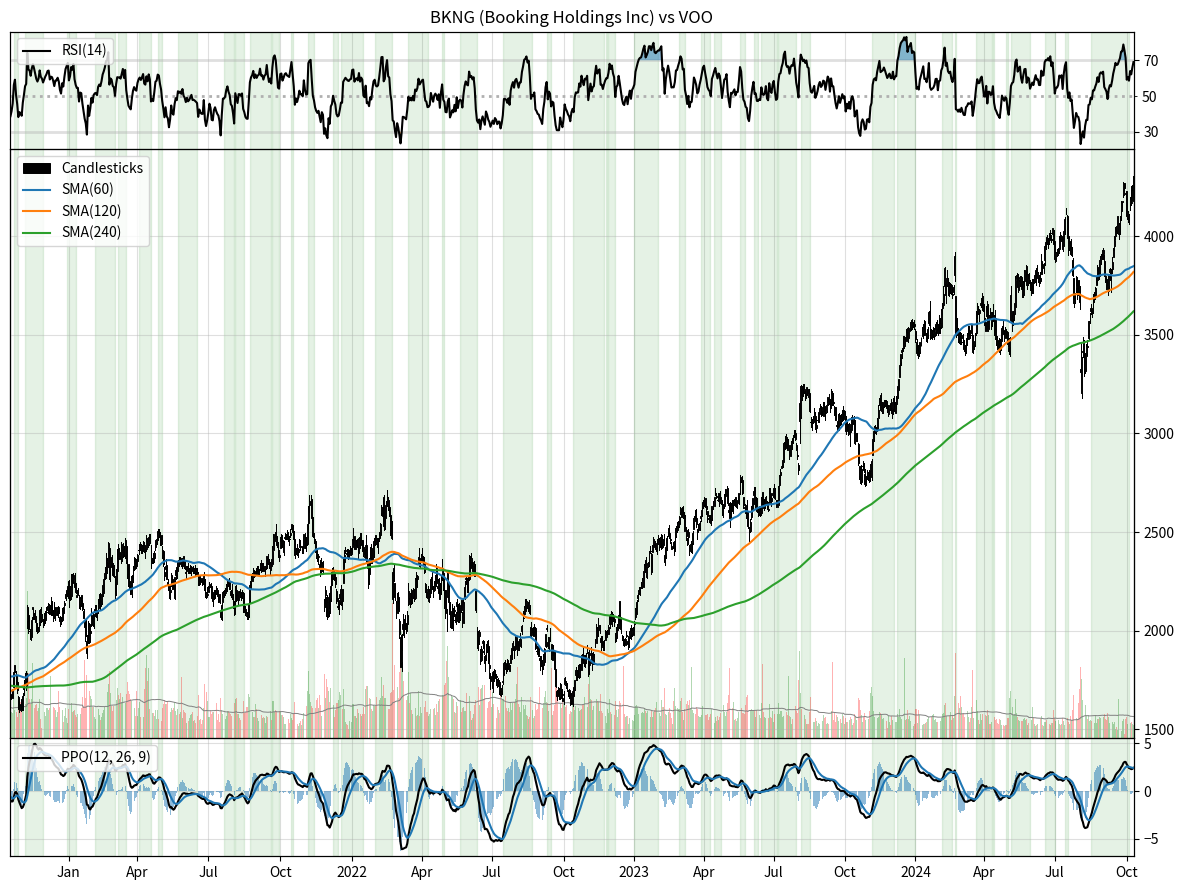 BKNG (Booking Holdings Inc) vs VOO
RSI(14)
70
50
30
Candlesticks
SMA(60)
SMA(120)
SMA(240)
4000
3500
3000
2500
2000
1500
PPO(12, 26, 9)
5
0
−5
Jan Apr Jul Oct 2022 Apr Jul Oct 2023 Apr Jul Oct 2024 Apr Jul Oct